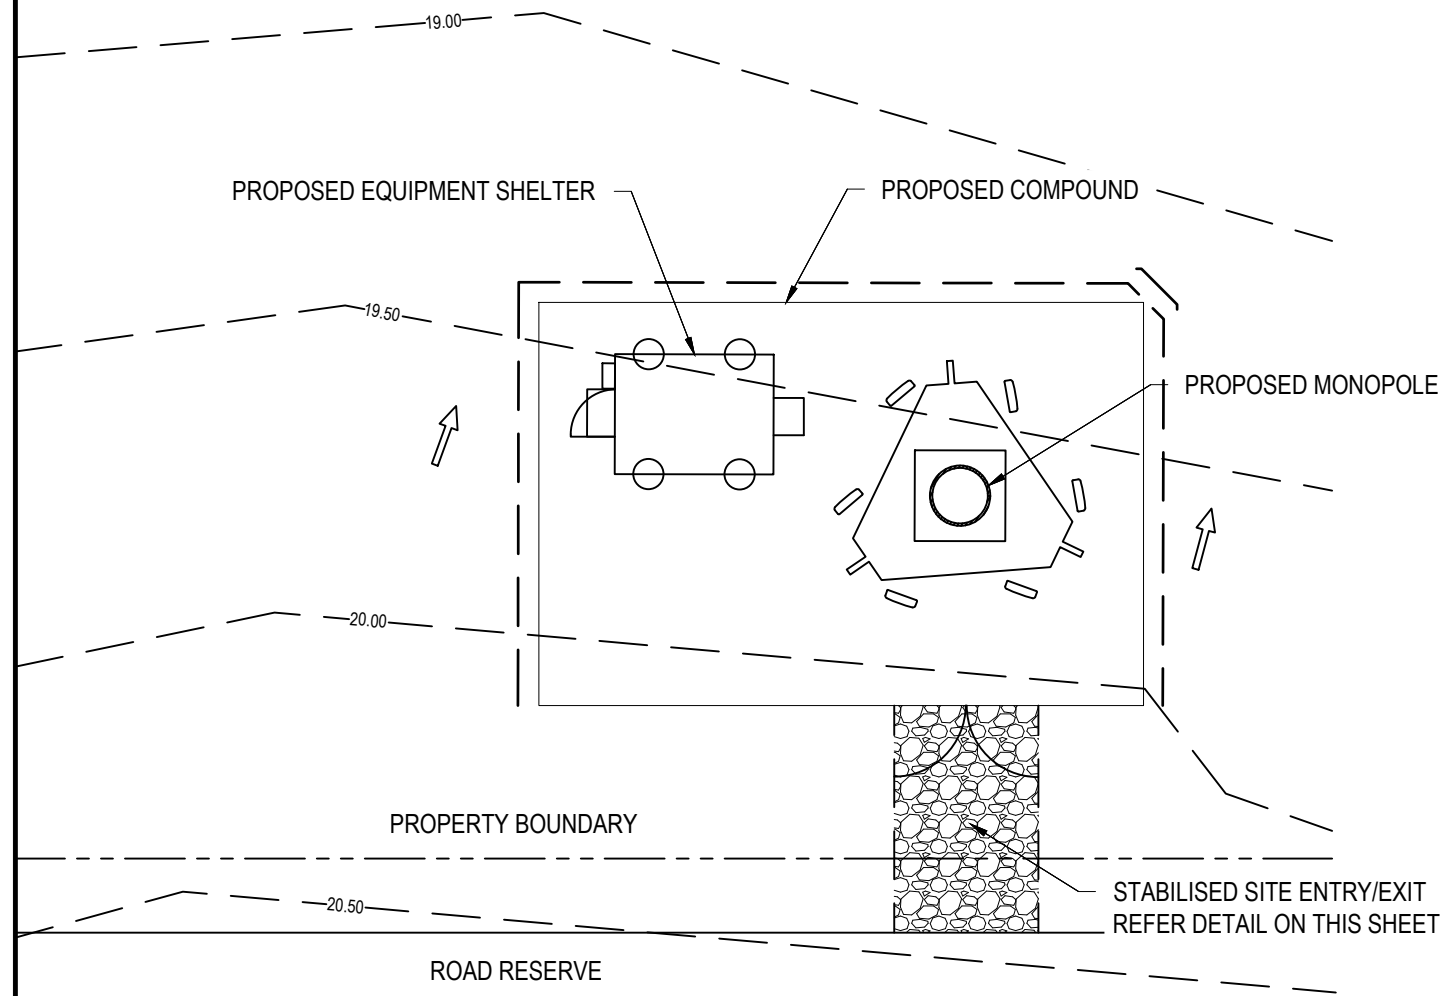 19.00
PROPOSED EQUIPMENT SHELTER
PROPOSED COMPOUND
19.50
PROPOSED MONOPOLE
20.00
PROPERTY BOUNDARY
STABILISED SITE ENTRY/EXIT
REFER DETAIL ON THIS SHEET
20.50
ROAD RESERVE